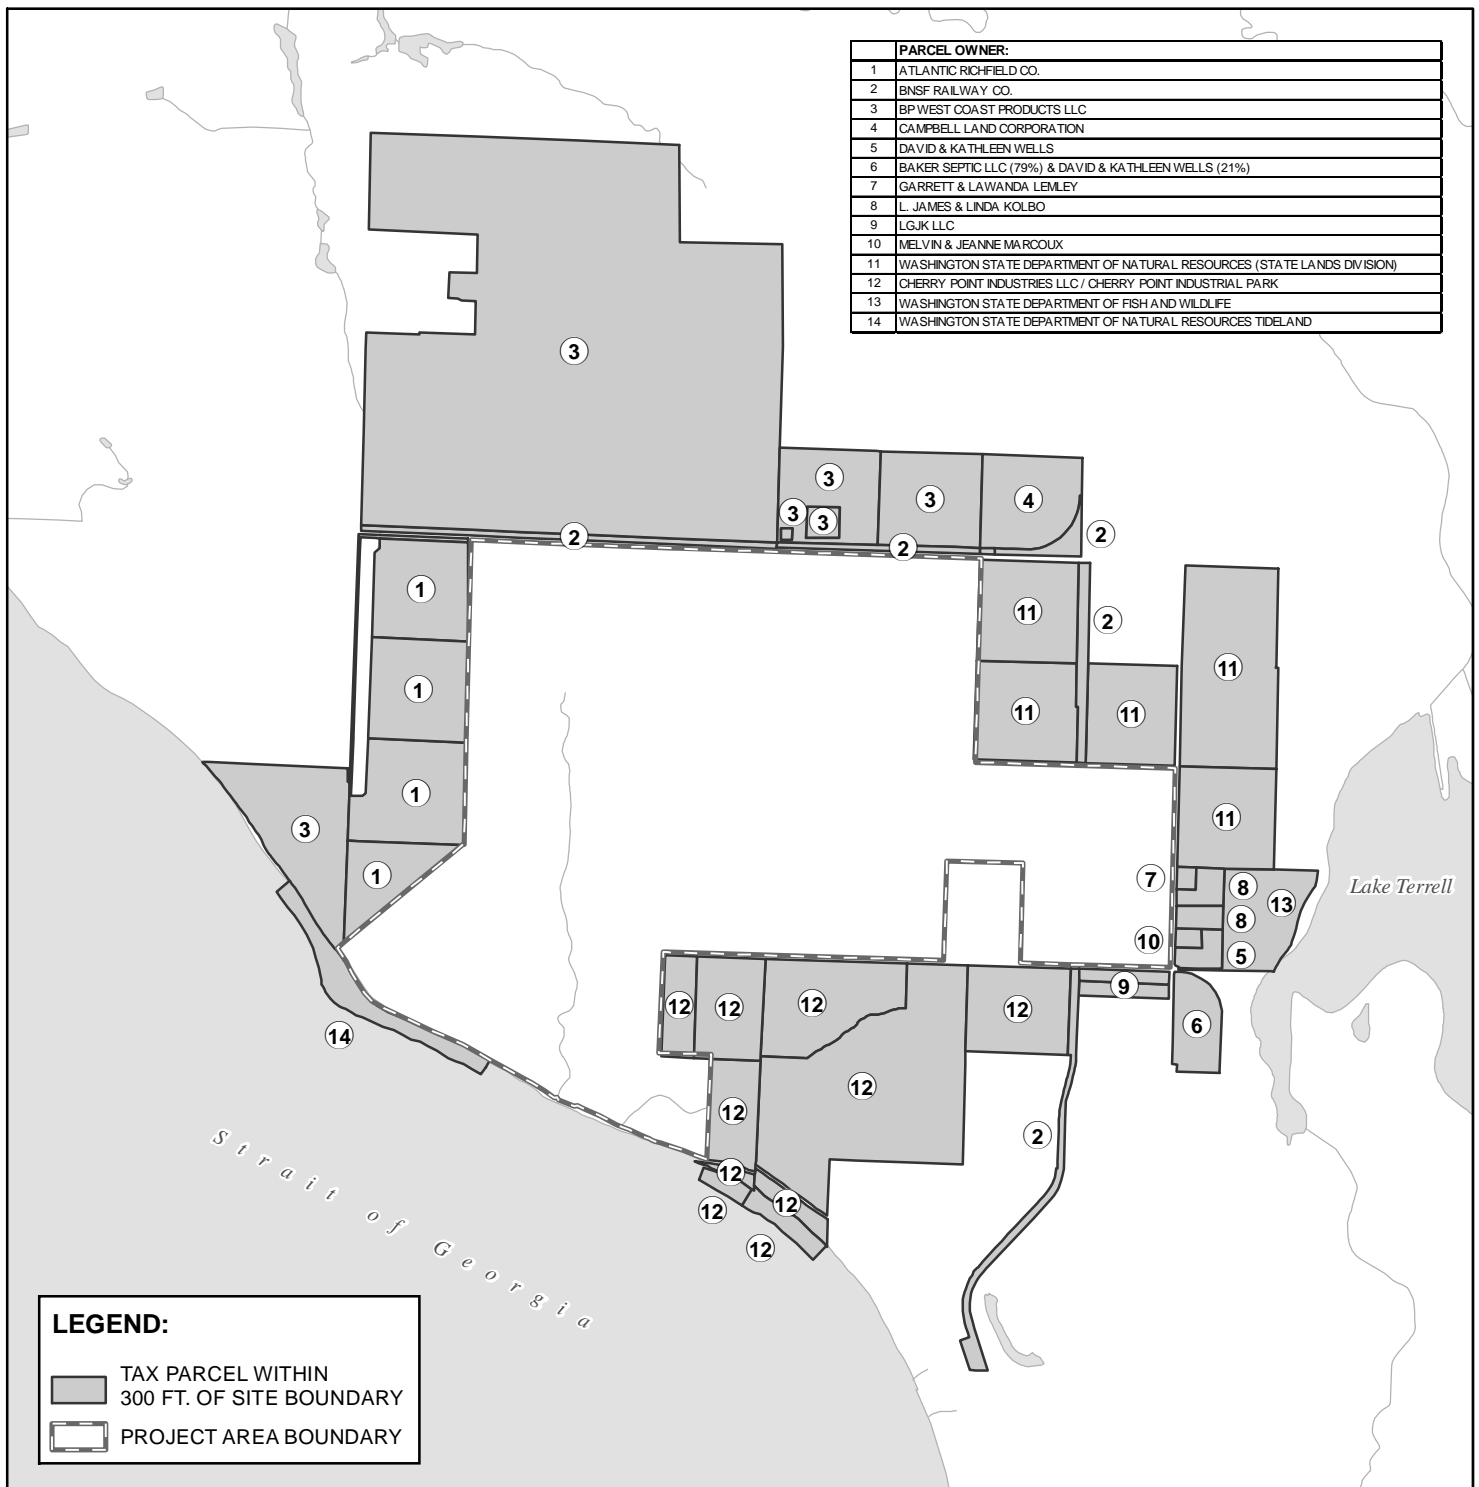 PARCEL OWNER:
1 ATLANTIC RICHFIELD CO.
2 BNSF RAILWAY CO.
3 BP WEST COAST PRODUCTS LLC
4 CAMPBELL LAND CORPORATION
5 DAVID & KATHLEEN WELLS
6 BAKER SEPTIC LLC (79%) & DAVID & KATHLEEN WELLS (21%)
7 GARRETT & LAWANDA LEMLEY
8 L. JAMES & LINDA KOLBO
9 LGJK LLC
10 MELVIN & JEANNE MARCOUX
11 WASHINGTON STATE DEPARTMENT OF NATURAL RESOURCES (STATE LANDS DIVISION)
12 CHERRY POINT INDUSTRIES LLC / CHERRY POINT INDUSTRIAL PARK
13 WASHINGTON STATE DEPARTMENT OF FISH AND WILDLIFE
14 WASHINGTON STATE DEPARTMENT OF NATURAL RESOURCES TIDELAND
3
3
3
4
3
3
2
2
2
1
11
2
11
1
11
11
1
11
3
1
7
8
13
Lake Terrell
8
10
5
9
12
12
12
12
6
14
12
12
2
12
12
12
12
Strait of Georgia
LEGEND:
TAX PARCEL WITHIN
300 FT. OF SITE BOUNDARY
PROJECT AREA BOUNDARY